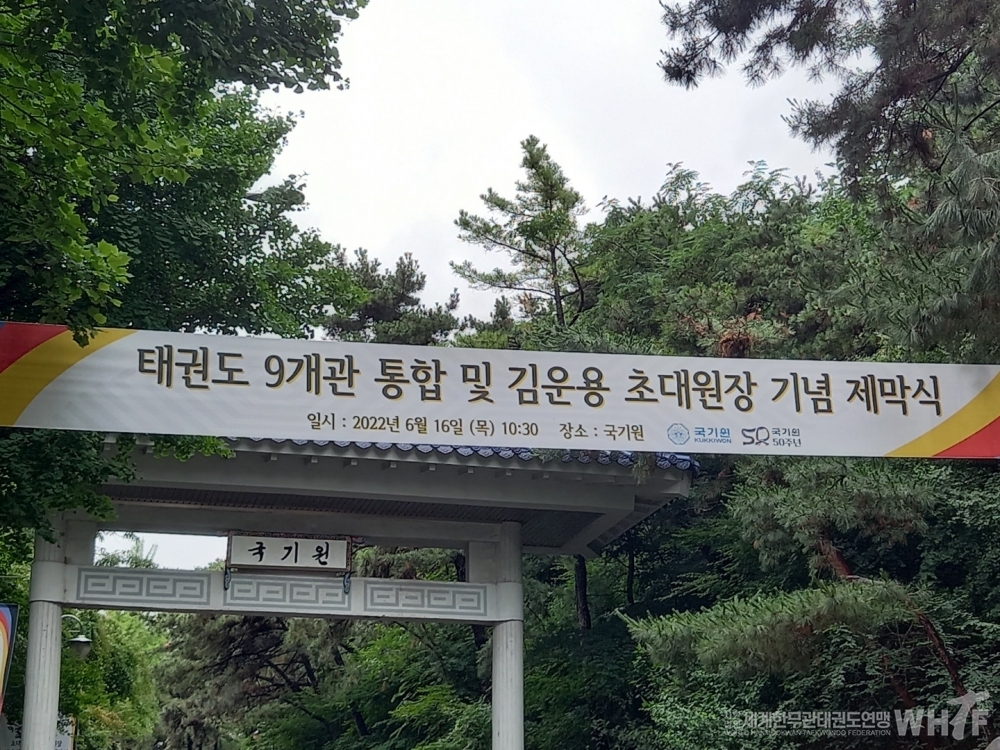 태권도 9개관 통합 및 김운용 초대원장 기념 제막식
일시 : 2022년 6월 16일 (목) 10:30 장소 : 국기원
국기원
KUKKIWON
국기원
50주년
국기원
세계한무관태권도연맹
WHTF